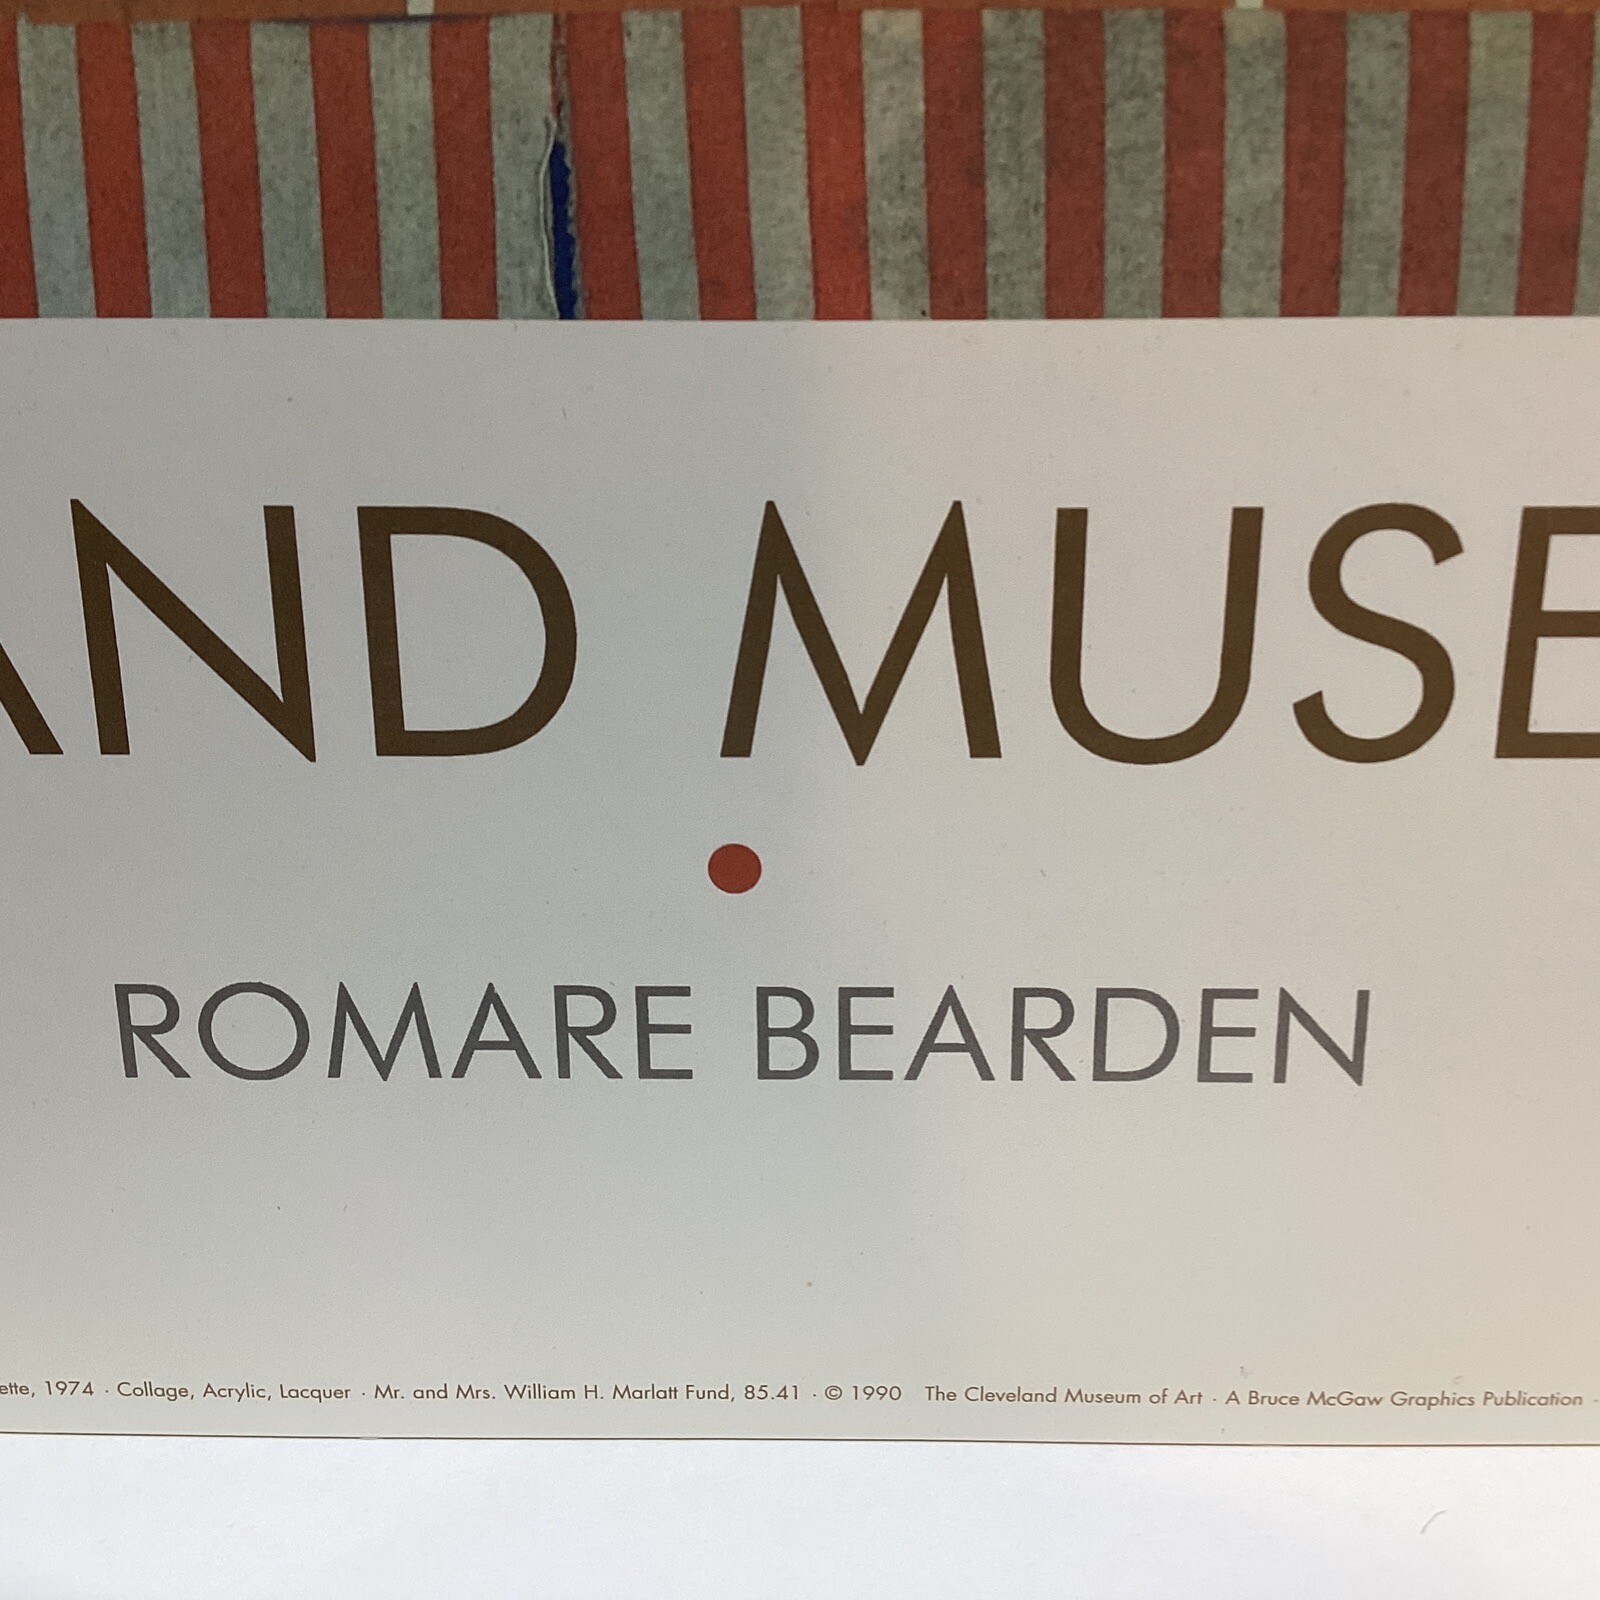 AND MUSE
ROMARE BEARDEN
ette, 1974 · Collage, Acrylic, Lacquer · Mr. and Mrs. William H. Marlatt Fund, 85.41 · © 1990 The Cleveland Museum of Art · A Bruce McGaw Graphics Publication ·